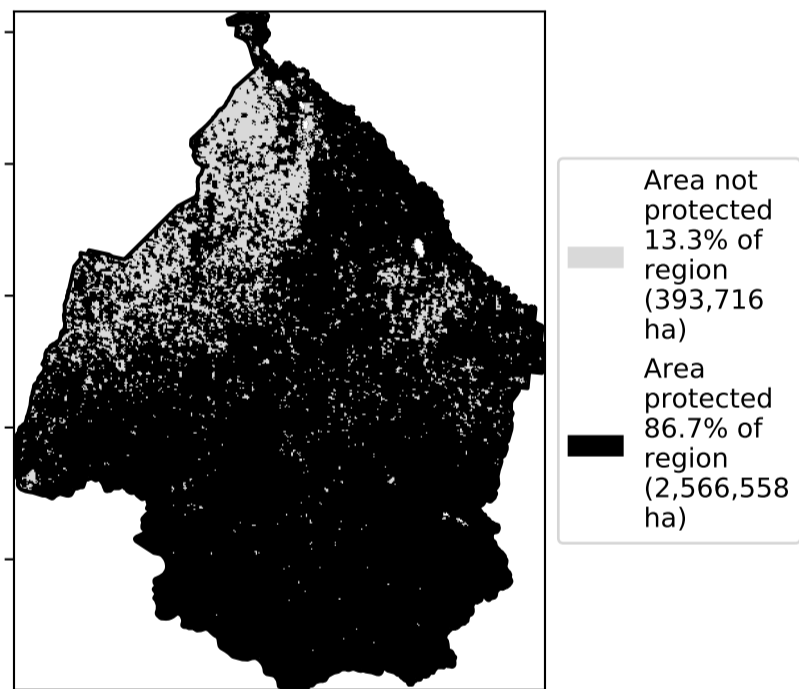 Area not
protected
13.3% of
region
(393,716
ha)
Area
protected
86.7% of
region
(2,566,558
ha)